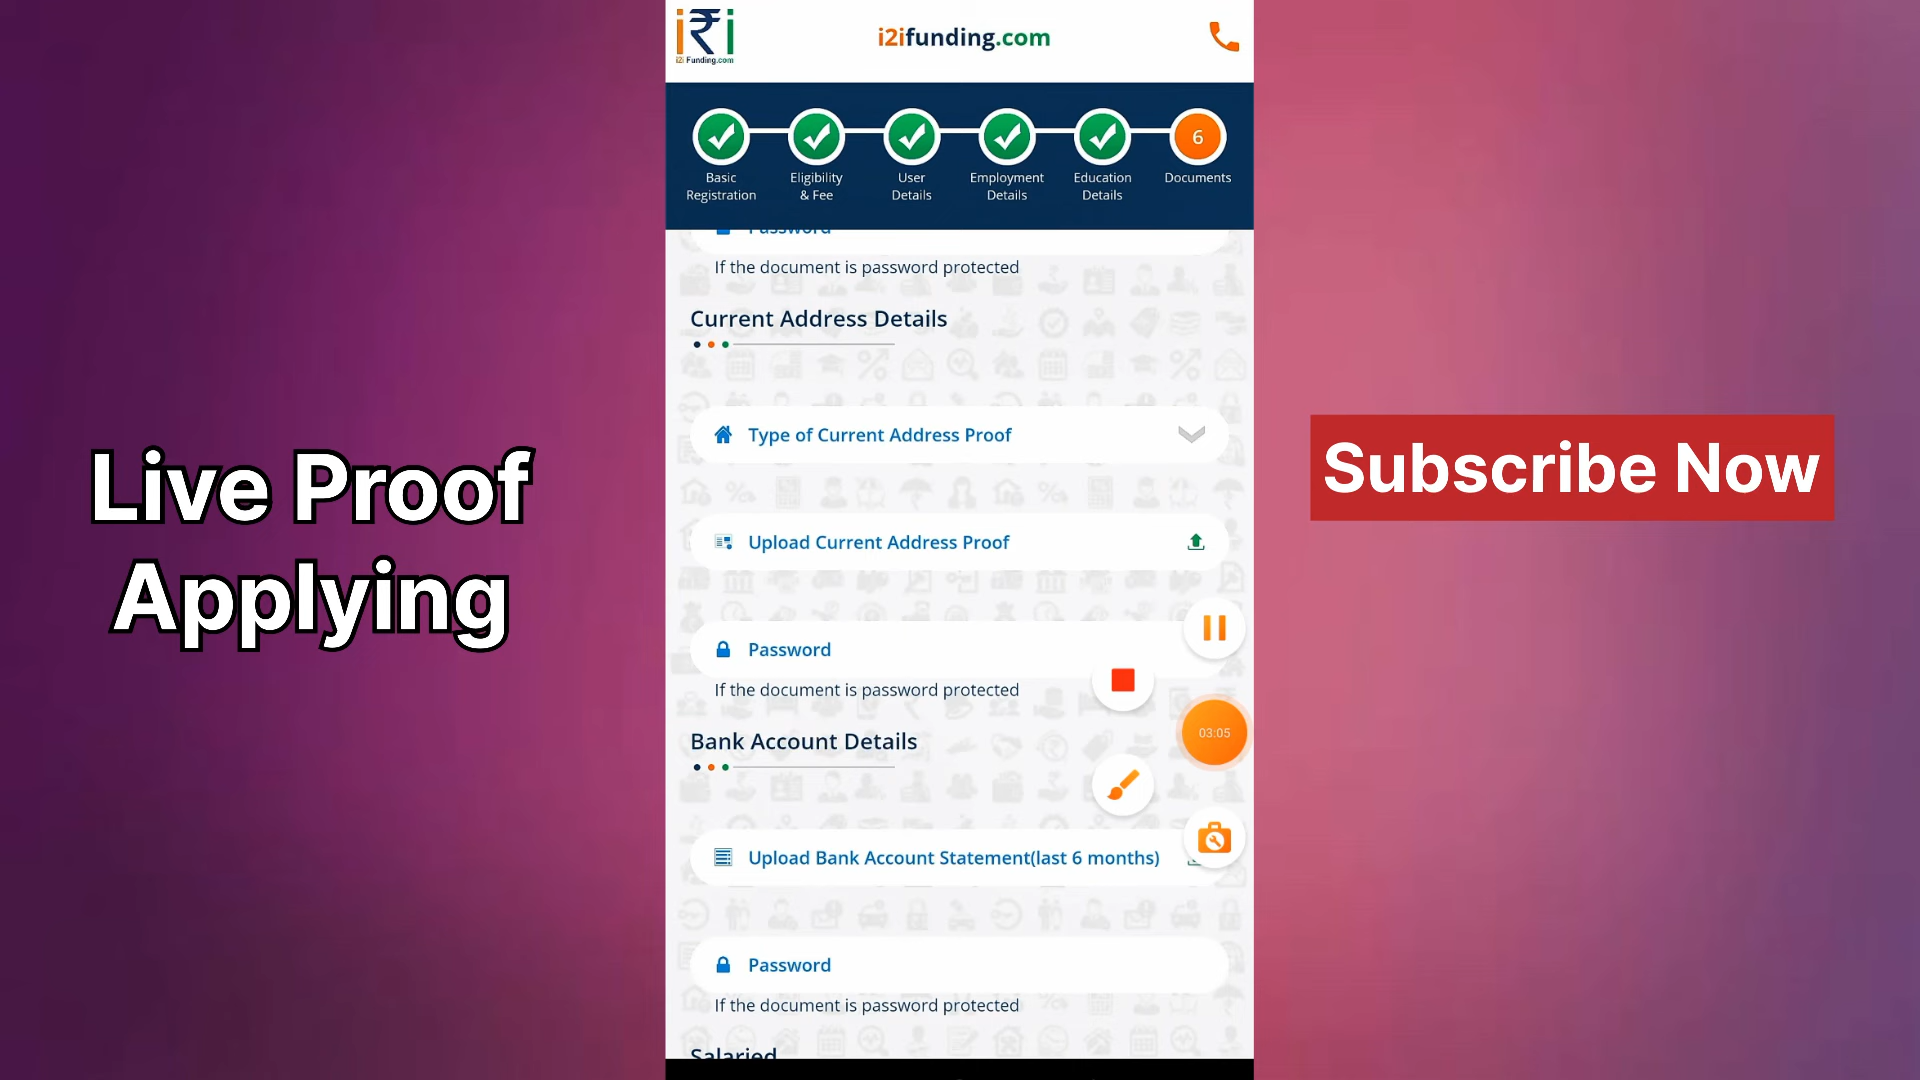 Live Proof
Applying
i₹i
i2i Funding.com
i2ifunding.com
6
Basic
Registration
Eligibility
& Fee
User
Details
Employment
Details
Education
Details
Documents
Password
If the document is password protected
Current Address Details
Type of Current Address Proof
Upload Current Address Proof
Password
If the document is password protected
03:05
Bank Account Details
Upload Bank Account Statement(last 6 months)
Password
If the document is password protected
Salaried
Subscribe Now